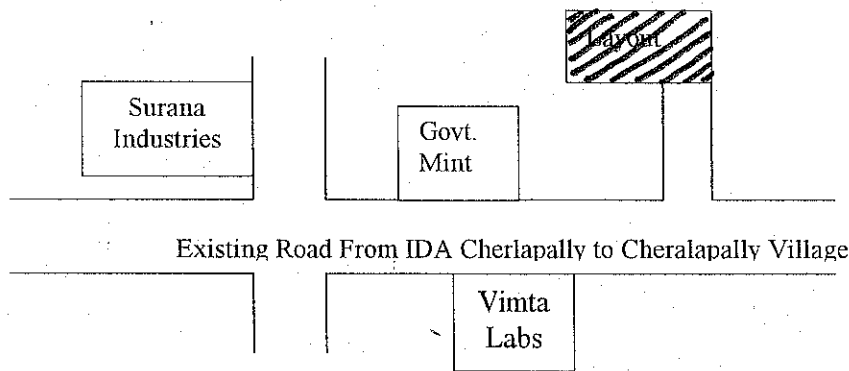 Layout
Surana
Industries
Govt.
Mint
Existing Road From IDA Cherlapally to Cheralapally Village
Vimta
Labs